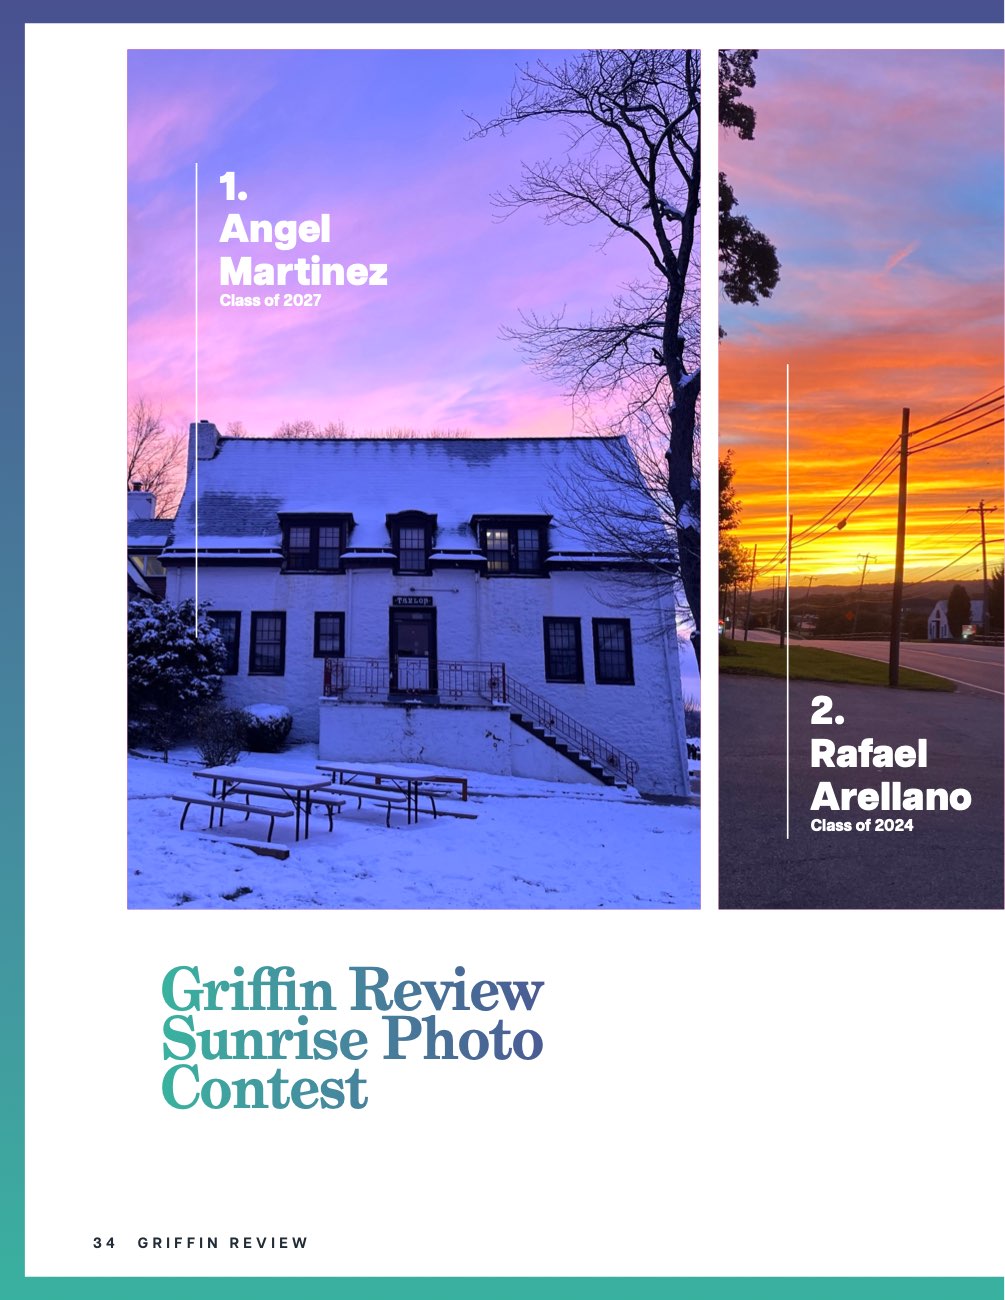 1.
Angel
Martinez
Class of 2027
TAYLOR
2.
Rafael
Arellano
Class of 2024
Griffin Review
Sunrise Photo
Contest
34 GRIFFIN REVIEW